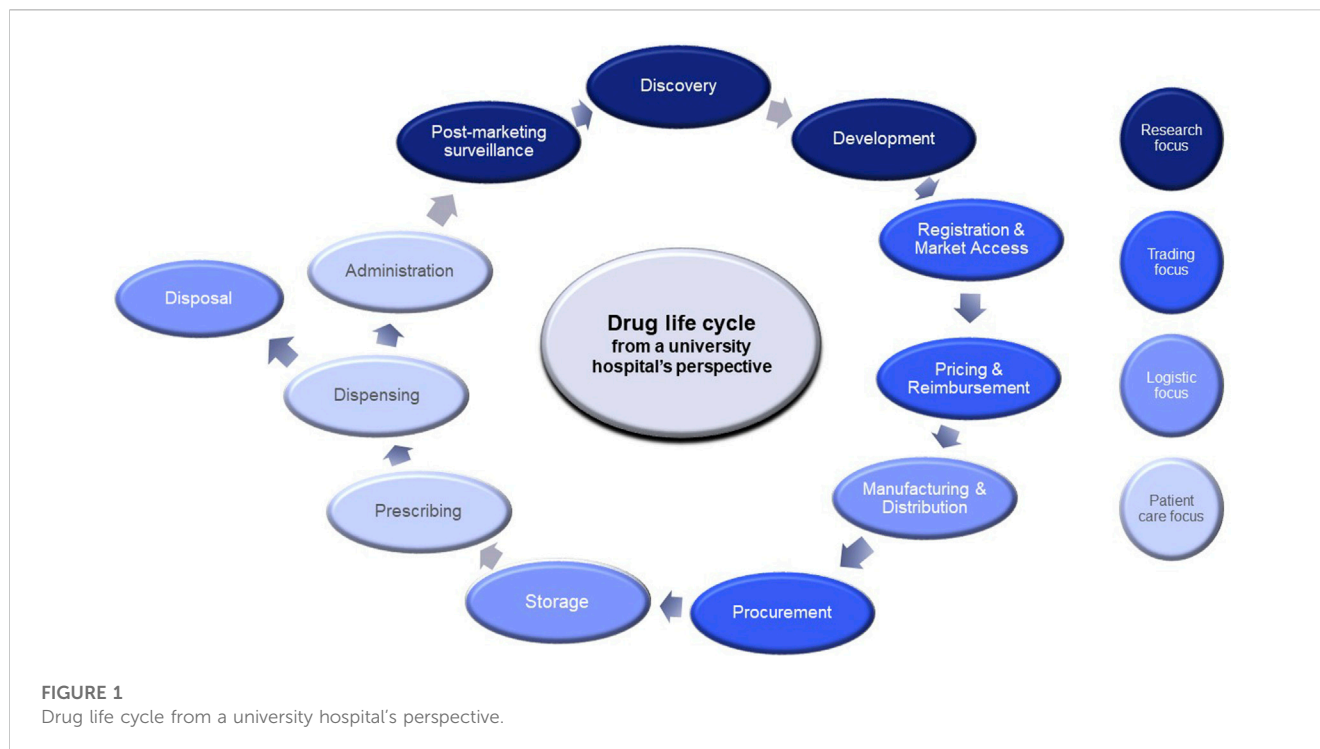 Discovery
Post-marketing
surveillance
Development
Research
focus
Registration &
Market Access
Trading
focus
Administration
Disposal
Drug life cycle
from a university
hospital's perspective
Pricing &
Reimbursement
Logistic
focus
Dispensing
Manufacturing &
Distribution
Prescribing
Patient
care focus
Storage
Procurement
FIGURE 1
Drug life cycle from a university hospital's perspective.